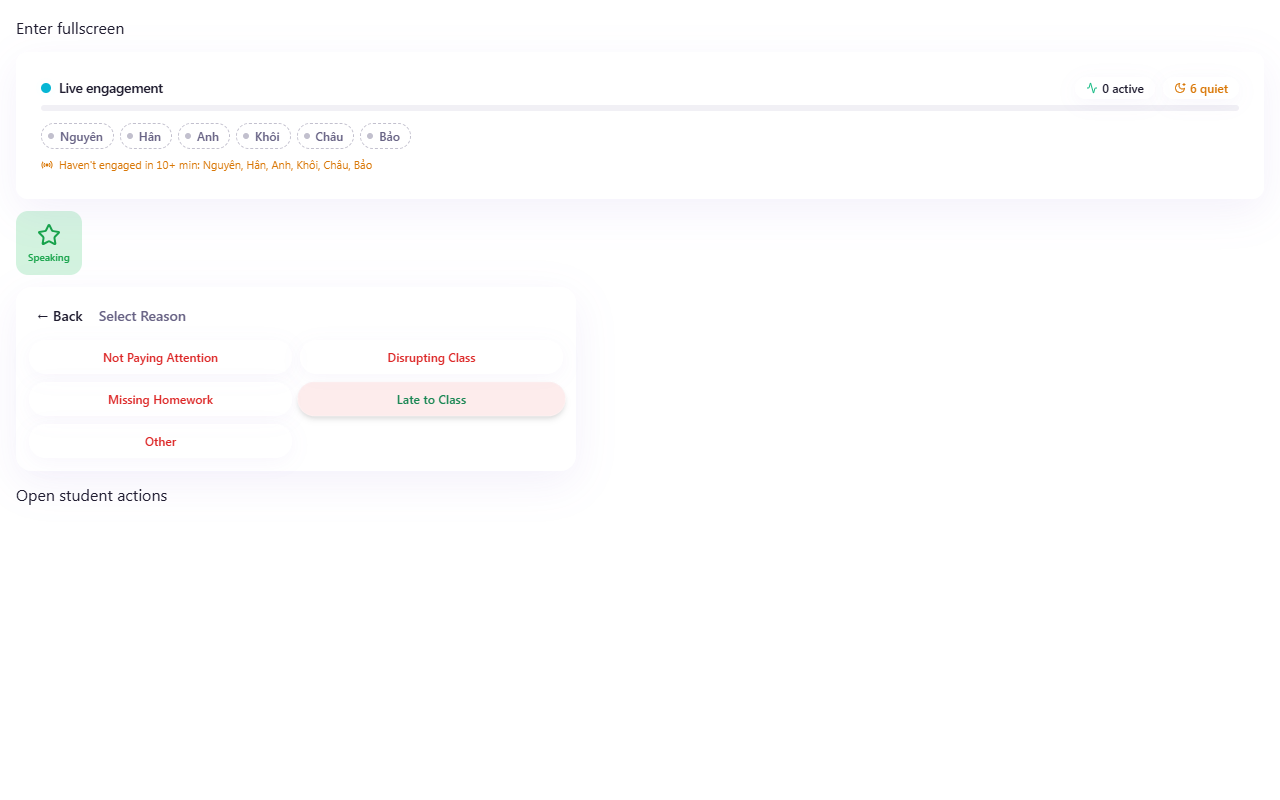 Enter fullscreen
Live engagement
0 active
6 quiet
Nguyên
Hân
Anh
Khôi
Châu
Bảo
Haven't engaged in 10+ min: Nguyên, Hân, Anh, Khôi, Châu, Bảo
Speaking
← Back
Select Reason
Not Paying Attention
Disrupting Class
Missing Homework
Late to Class
Other
Open student actions